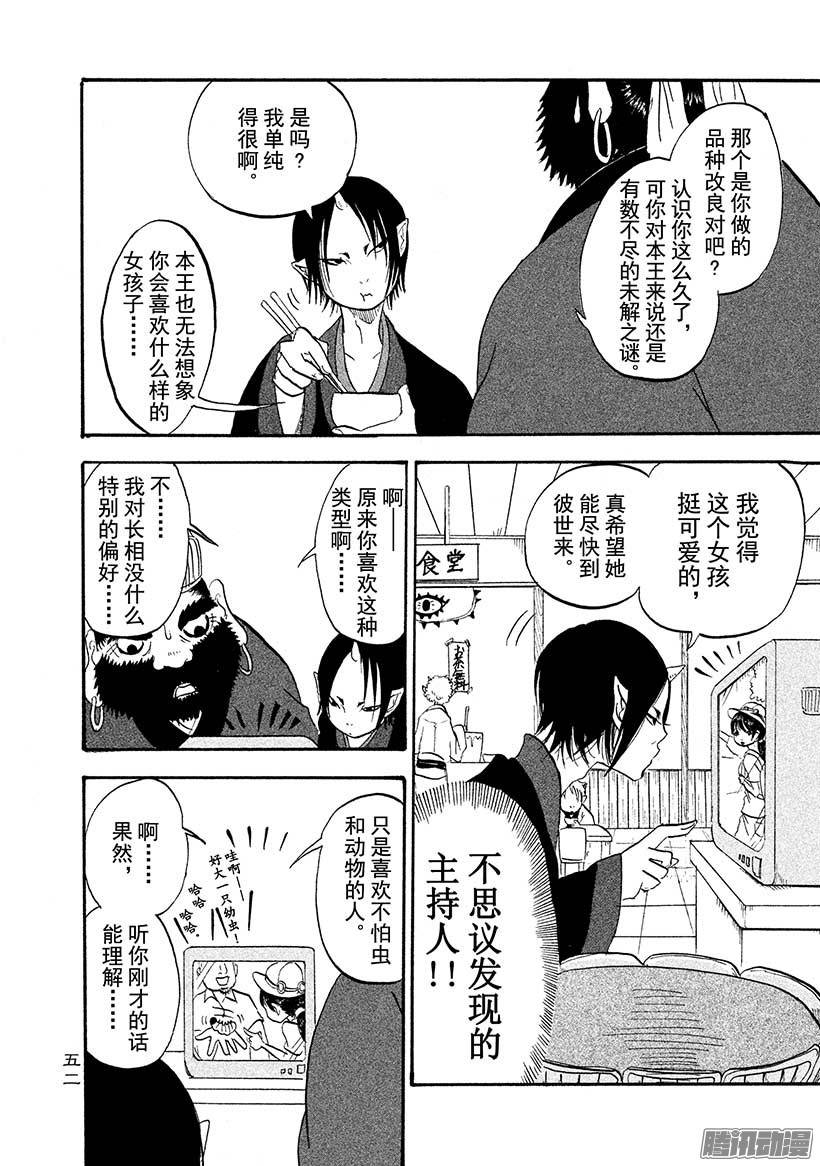 那个是你做的
品种改良对吧？
认识你这么久了，
可你对本王来说还是
有数不尽的未解之谜。
是吗？
我单纯
得很啊。
本王也无法想象
你会喜欢什么样的
女孩子……
我觉得
这个女孩
挺可爱的，
真希望她
能尽快到
彼世来。
食堂
お茶無料
不思议发现的
主持人！！
啊——
原来你喜欢这种
类型啊……
不……
我对长相没什么
特别的偏好……
只是喜欢不怕虫
和动物的人。
哇啊——
好大一只幼虫！
哈哈
哈哈
啊……
果然，
听你刚才的话
能理解……
五二
腾讯动漫